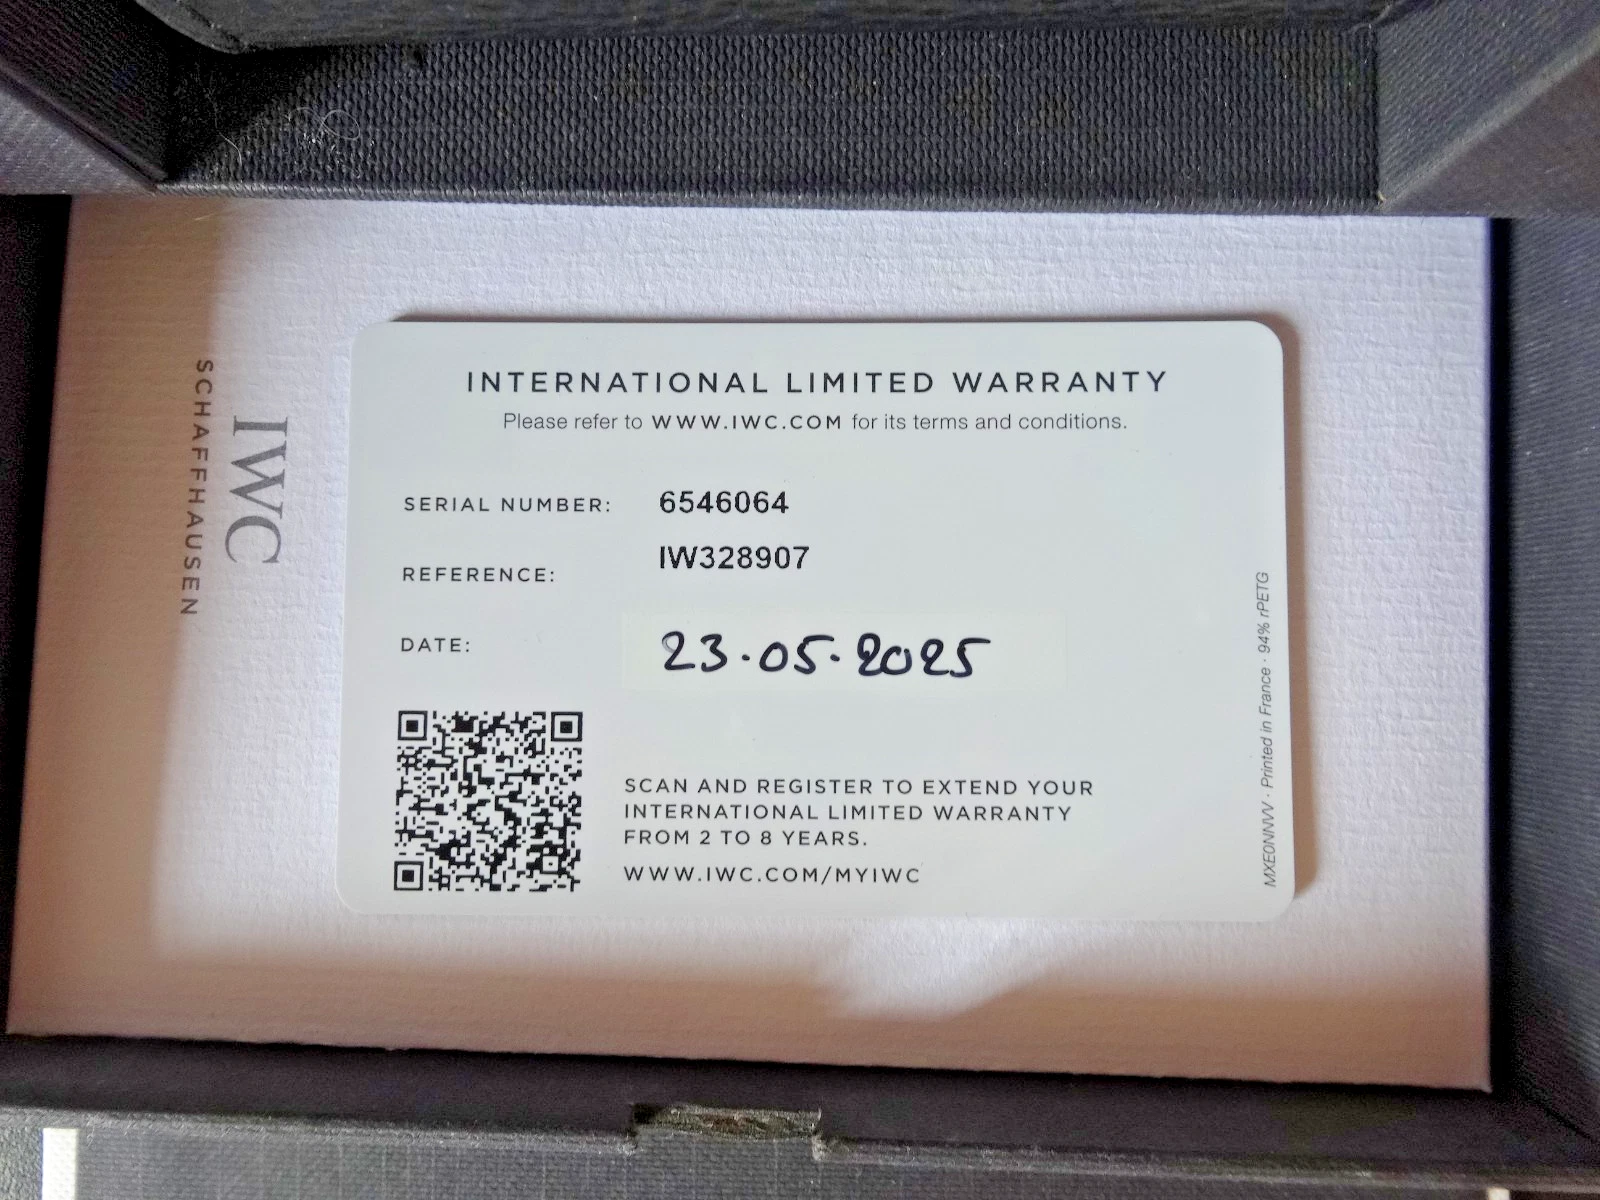 INTERNATIONAL LIMITED WARRANTY
Please refer to WWW.IWC.COM for its terms and conditions.
SERIAL NUMBER: 6546064
REFERENCE: IW328907
DATE: 23.05.2025
SCAN AND REGISTER TO EXTEND YOUR
INTERNATIONAL LIMITED WARRANTY
FROM 2 TO 8 YEARS.
WWW.IWC.COM/MYIWC
MXE0NNVV · Printed in France · 94% rPETG
IWC
SCHAFFHAUSEN